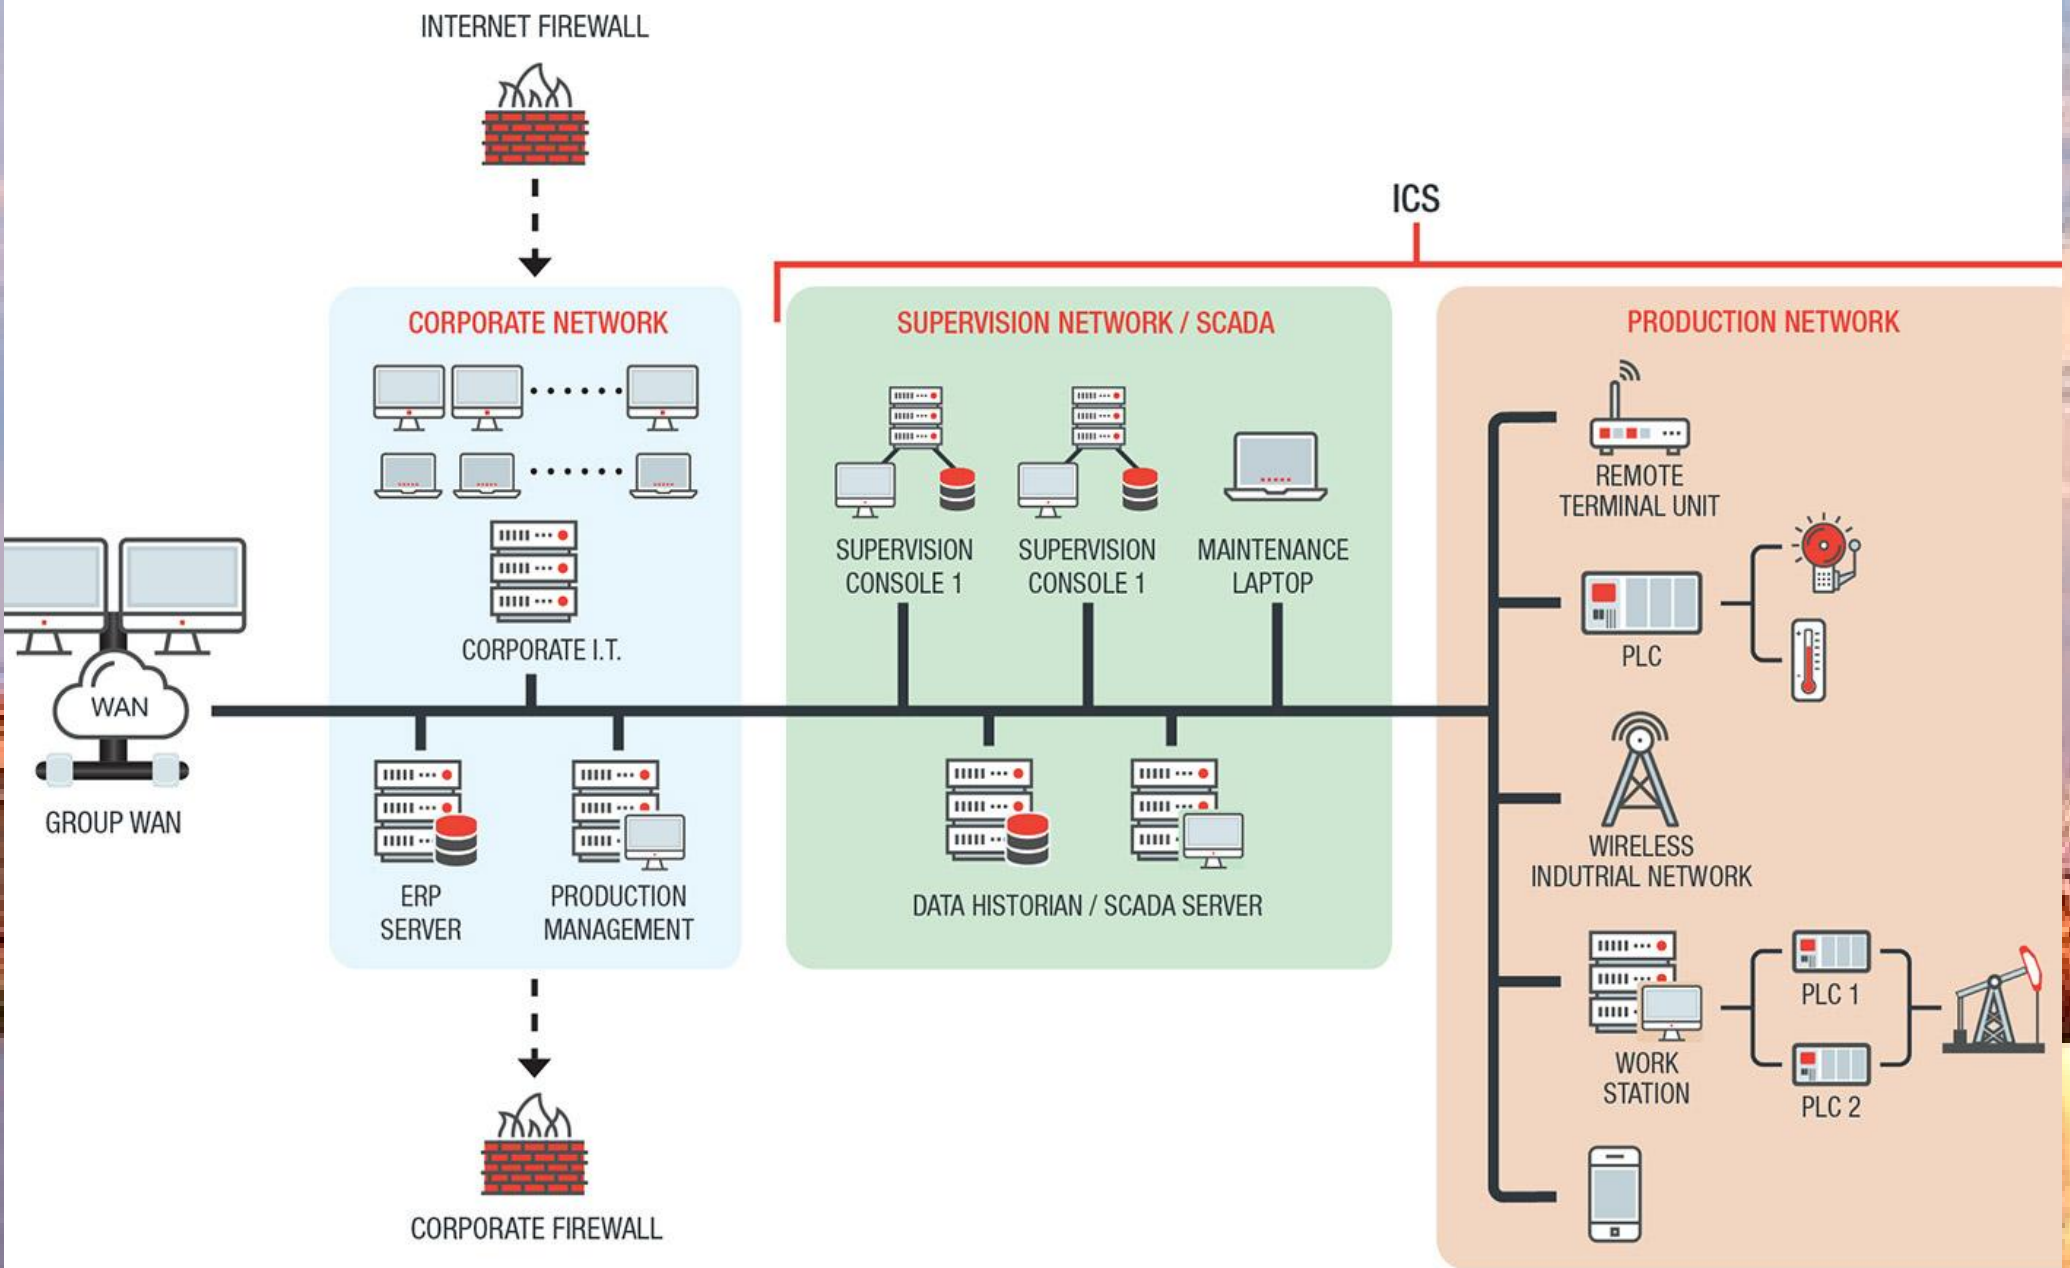 INTERNET FIREWALL
ICS
CORPORATE NETWORK
CORPORATE I.T.
ERP
SERVER
PRODUCTION
MANAGEMENT
WAN
GROUP WAN
CORPORATE FIREWALL
SUPERVISION NETWORK / SCADA
SUPERVISION
CONSOLE 1
SUPERVISION
CONSOLE 1
MAINTENANCE
LAPTOP
DATA HISTORIAN / SCADA SERVER
PRODUCTION NETWORK
REMOTE
TERMINAL UNIT
PLC
WIRELESS
INDUTRIAL NETWORK
WORK
STATION
PLC 1
PLC 2